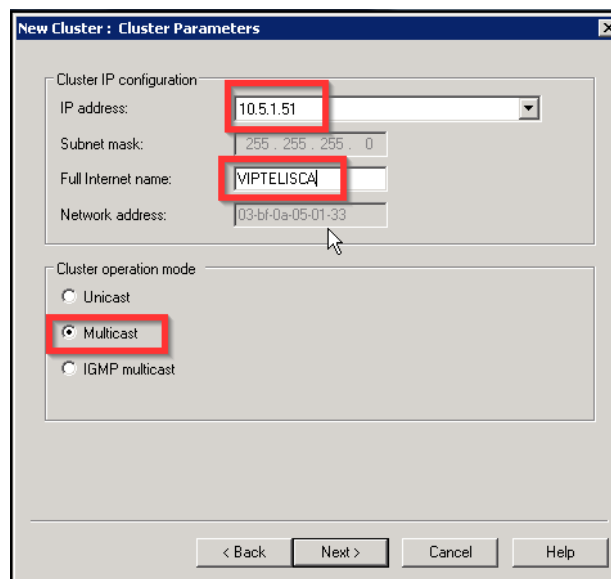 New Cluster : Cluster Parameters
Cluster IP configuration
IP address: 10.5.1.51
Subnet mask: 255 . 255 . 255 . 0
Full Internet name: VIPTELISCA
Network address: 03-bf-0a-05-01-33
Cluster operation mode
Unicast
Multicast
IGMP multicast
< Back Next > Cancel Help